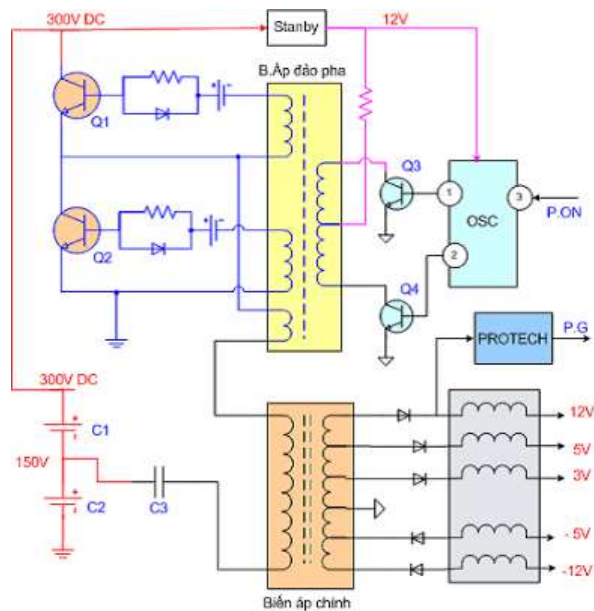 300V DC
Stanby
12V
B.Áp đảo pha
Q1
Q3
1
3
OSC
P.ON
2
Q2
Q4
P.G
PROTECH
300V DC
12V
C1
5V
150V
3V
C2
C3
- 5V
-12V
Biến áp chính